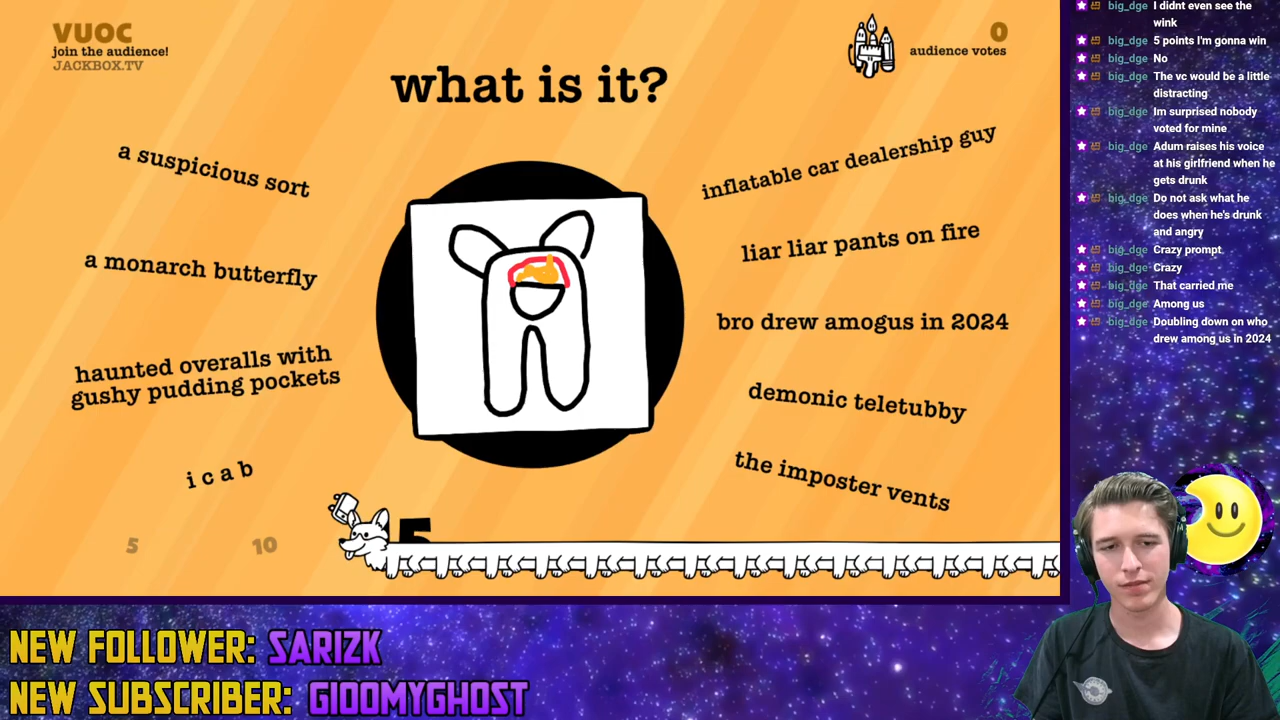 VUOC
join the audience!
JACKBOX.TV
0
audience votes
what is it?
a suspicious sort
a monarch butterfly
haunted overalls with
gushy pudding pockets
i c a b
inflatable car dealership guy
liar liar pants on fire
bro drew amogus in 2024
demonic teletubby
the imposter vents
5
10
NEW FOLLOWER: SARIZK
NEW SUBSCRIBER: GIOOMYGHOST
big_dge I didnt even see the
wink
big_dge 5 points I'm gonna win
big_dge No
big_dge The vc would be a little
distracting
big_dge Im surprised nobody
voted for mine
big_dge Adum raises his voice
at his girlfriend when he
gets drunk
big_dge Do not ask what he
does when he's drunk
and angry
big_dge Crazy prompt
big_dge Crazy
big_dge That carried me
big_dge Among us
big_dge Doubling down on who
drew among us in 2024